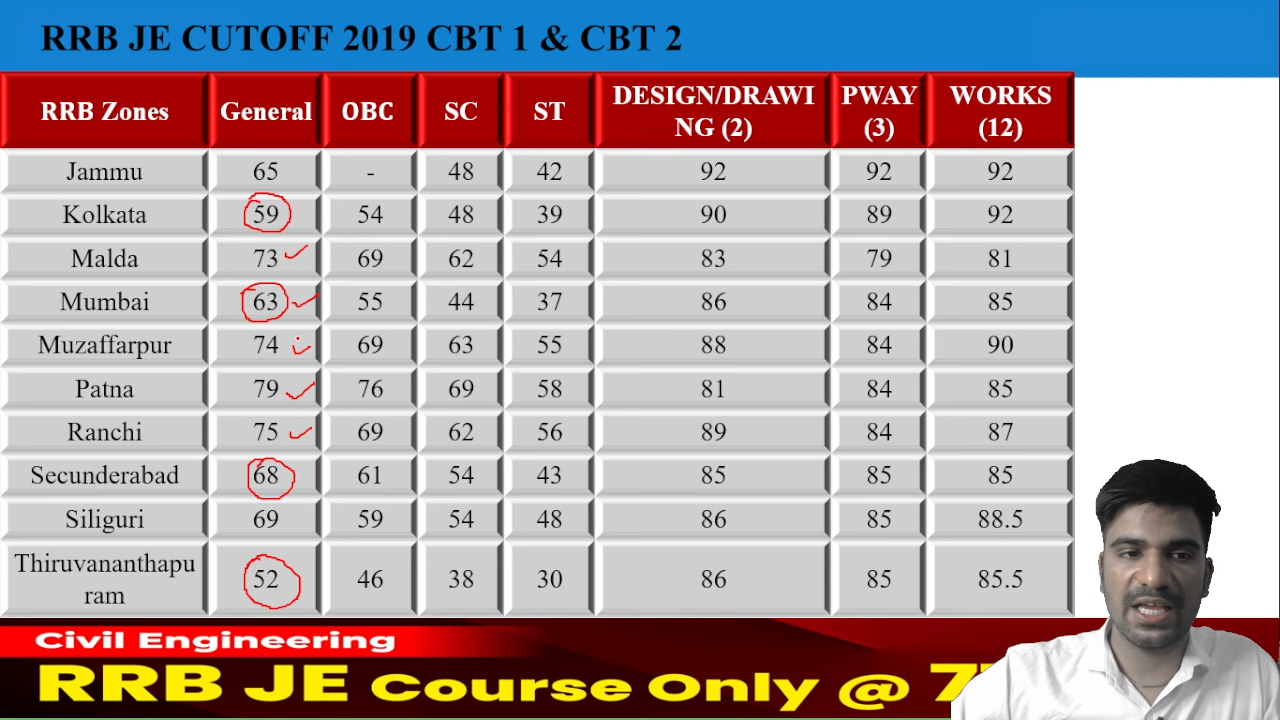 RRB JE CUTOFF 2019 CBT 1 & CBT 2
RRB Zones General OBC SC ST DESIGN/DRAWI NG (2) PWAY (3) WORKS (12)
Jammu 65 - 48 42 92 92 92
Kolkata 59 54 48 39 90 89 92
Malda 73 69 62 54 83 79 81
Mumbai 63 55 44 37 86 84 85
Muzaffarpur 74 69 63 55 88 84 90
Patna 79 76 69 58 81 84 85
Ranchi 75 69 62 56 89 84 87
Secunderabad 68 61 54 43 85 85 85
Siliguri 69 59 54 48 86 85 88.5
Thiruvananthapu ram 52 46 38 30 86 85 85.5
Civil Engineering
RRB JE Course Only @